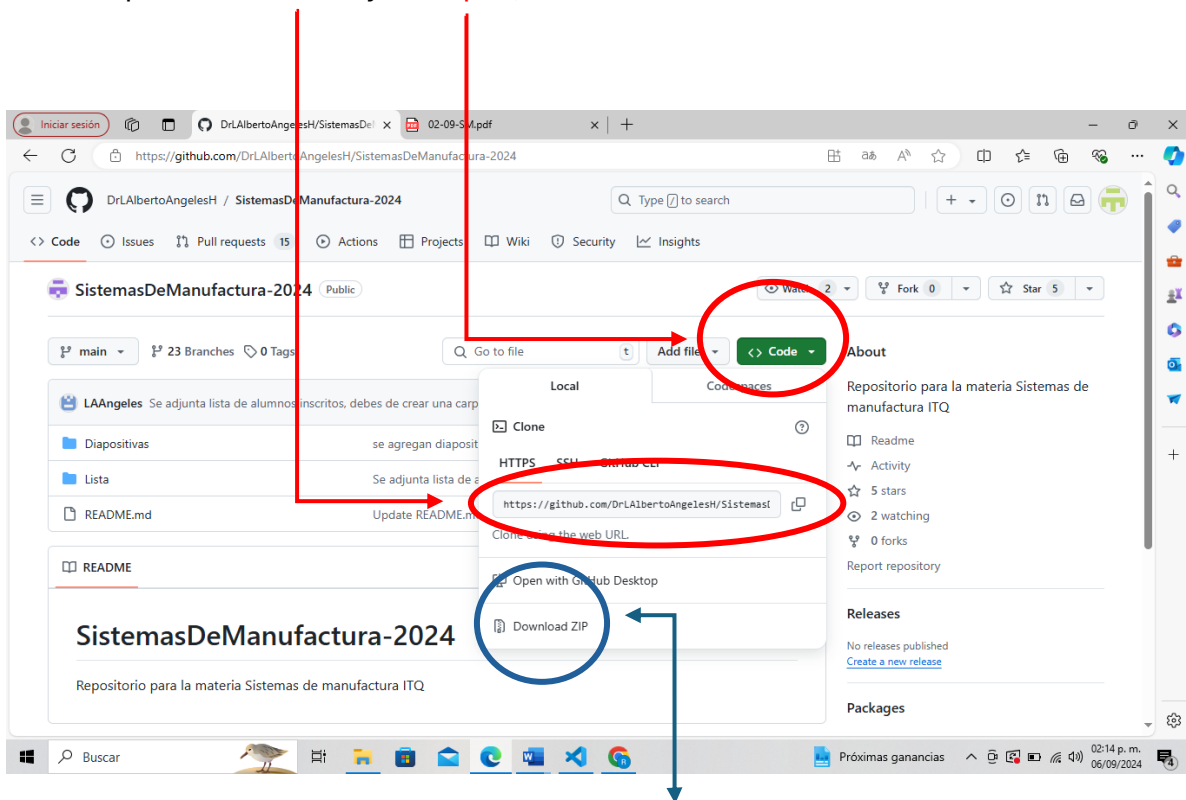 Iniciar sesión
DrLAlbertoAngelesH/SistemasDe
02-09-SM.pdf
https://github.com/DrLAlbertoAngelesH/SistemasDeManufactura-2024
DrLAlbertoAngelesH / SistemasDeManufactura-2024
Type / to search
Code
Issues
Pull requests 15
Actions
Projects
Wiki
Security
Insights
SistemasDeManufactura-2024 Public
Watch 2
Fork 0
Star 5
main
23 Branches
0 Tags
Go to file t
Add file
Code
Local
Codespaces
LAAngeles Se adjunta lista de alumnos inscritos, debes de crear una carp
Diapositivas
se agregan diaposit
Lista
Se adjunta lista de a
README.md
Update README.m
Clone
HTTPS SSH GitHub CLI
https://github.com/DrLAlbertoAngelesH/Sistemas
Clone using the web URL.
Open with GitHub Desktop
Download ZIP
README
SistemasDeManufactura-2024
Repositorio para la materia Sistemas de manufactura ITQ
About
Repositorio para la materia Sistemas de
manufactura ITQ
Readme
Activity
5 stars
2 watching
0 forks
Report repository
Releases
No releases published
Create a new release
Packages
Buscar
Próximas ganancias
02:14 p. m.
06/09/2024
4